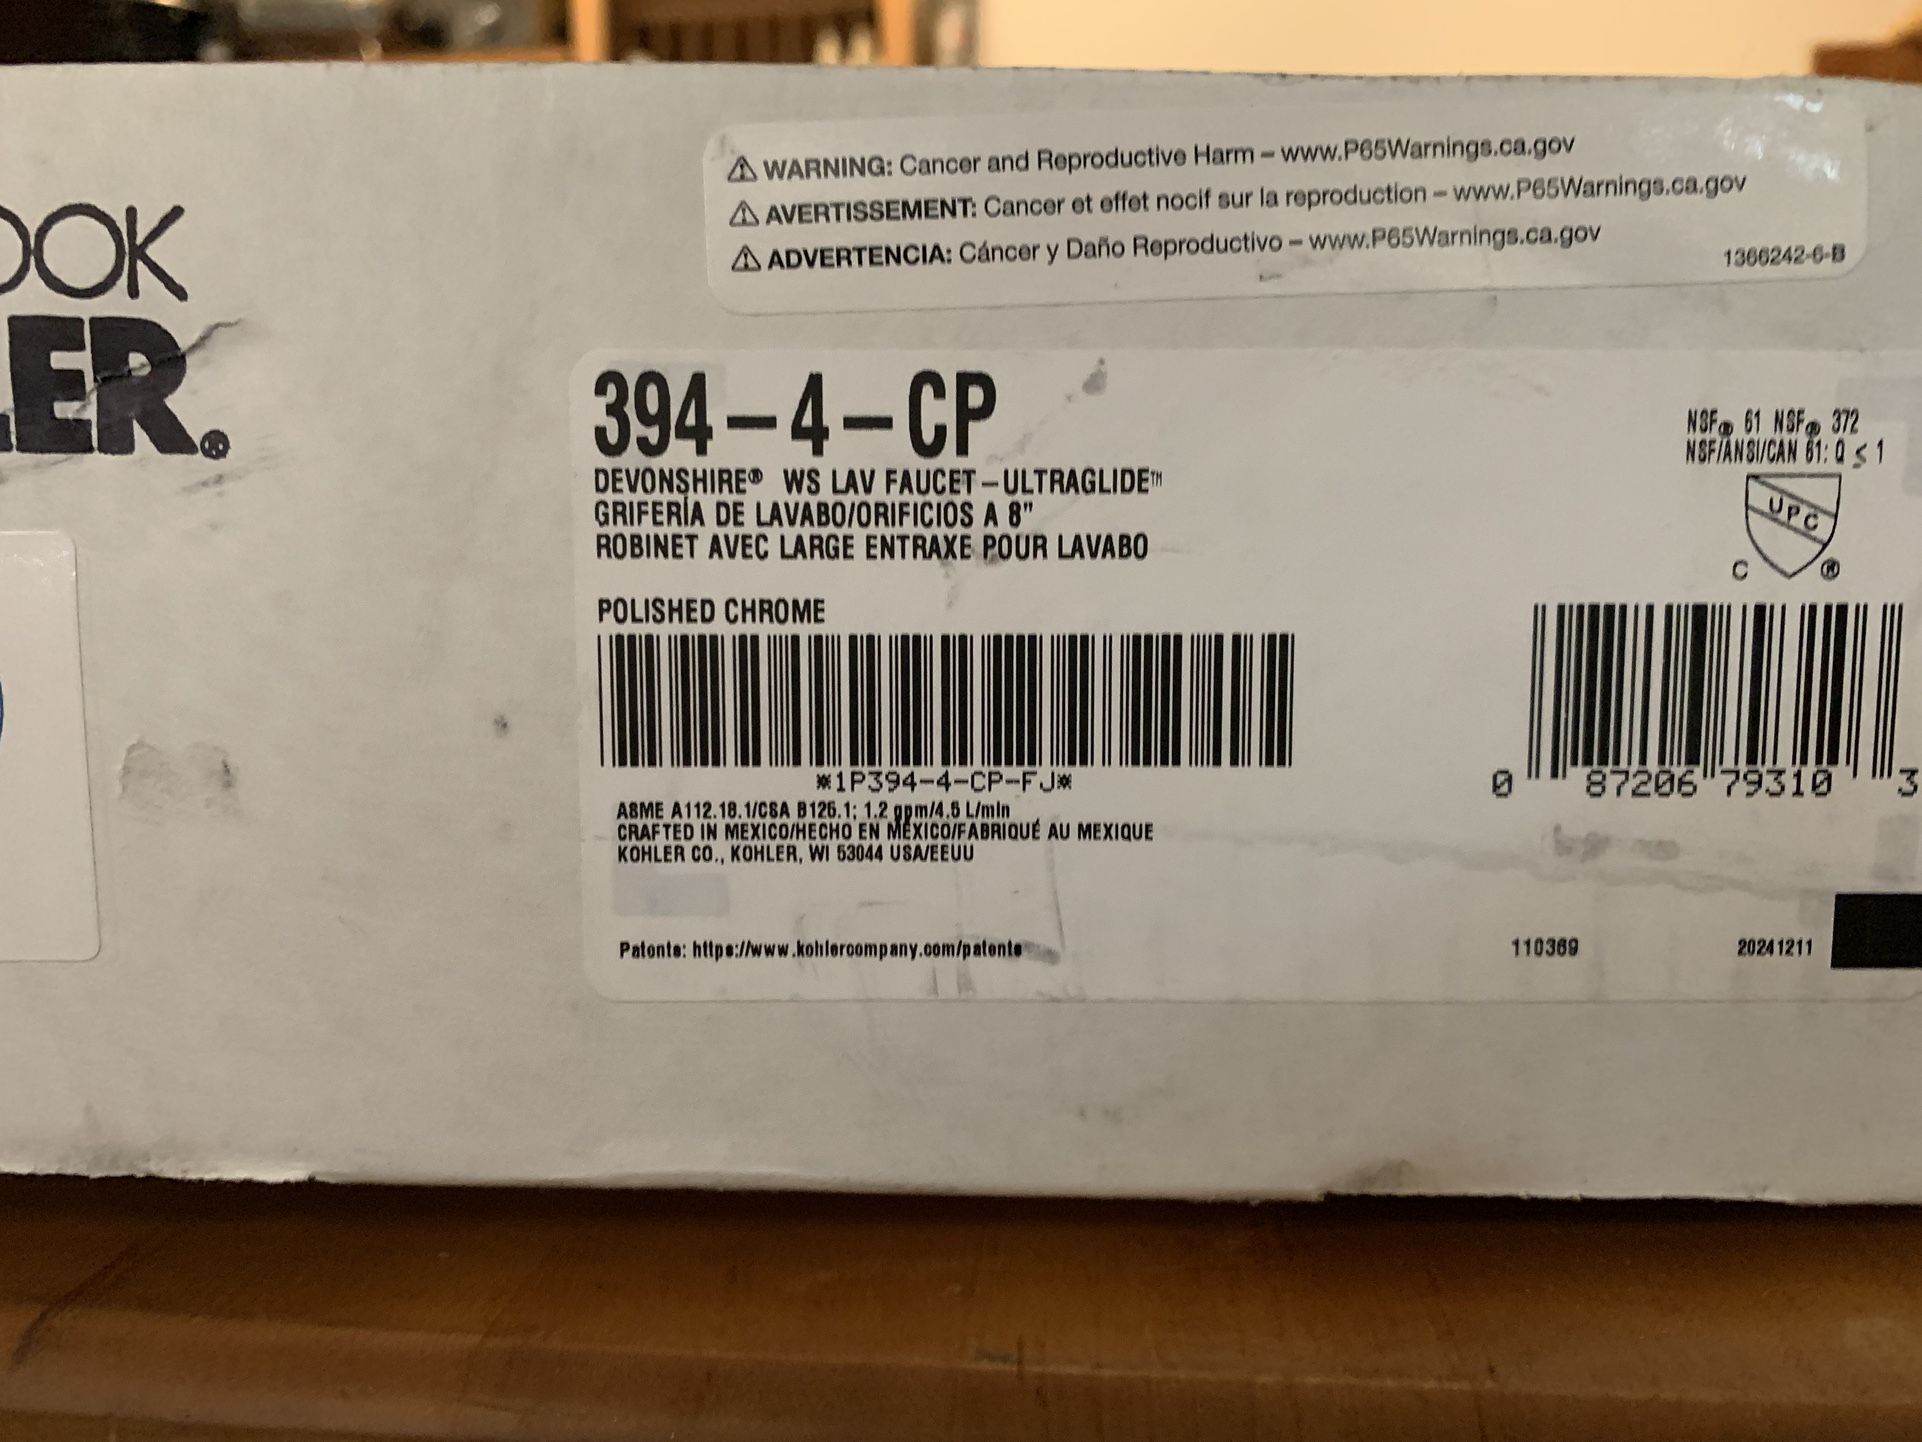 ⚠ WARNING: Cancer and Reproductive Harm – www.P65Warnings.ca.gov
⚠ AVERTISSEMENT: Cancer et effet nocif sur la reproduction – www.P65Warnings.ca.gov
⚠ ADVERTENCIA: Cáncer y Daño Reproductivo – www.P65Warnings.ca.gov
1366242-6-B
OOK
ER®
394-4-CP
DEVONSHIRE® WS LAV FAUCET-ULTRAGLIDE™
GRIFERÍA DE LAVABO/ORIFICIOS A 8"
ROBINET AVEC LARGE ENTRAXE POUR LAVABO
POLISHED CHROME
*1P394-4-CP-FJ*
ASME A112.18.1/CSA B125.1; 1.2 gpm/4.5 L/min
CRAFTED IN MEXICO/HECHO EN MÉXICO/FABRIQUÉ AU MEXIQUE
KOHLER CO., KOHLER, WI 53044 USA/EEUU
Patents: https://www.kohlercompany.com/patents
NSF® 61 NSF® 372
NSF/ANSI/CAN 61: Q ≤ 1
UPC
C ®
0 87206 79310 3
110369
20241211